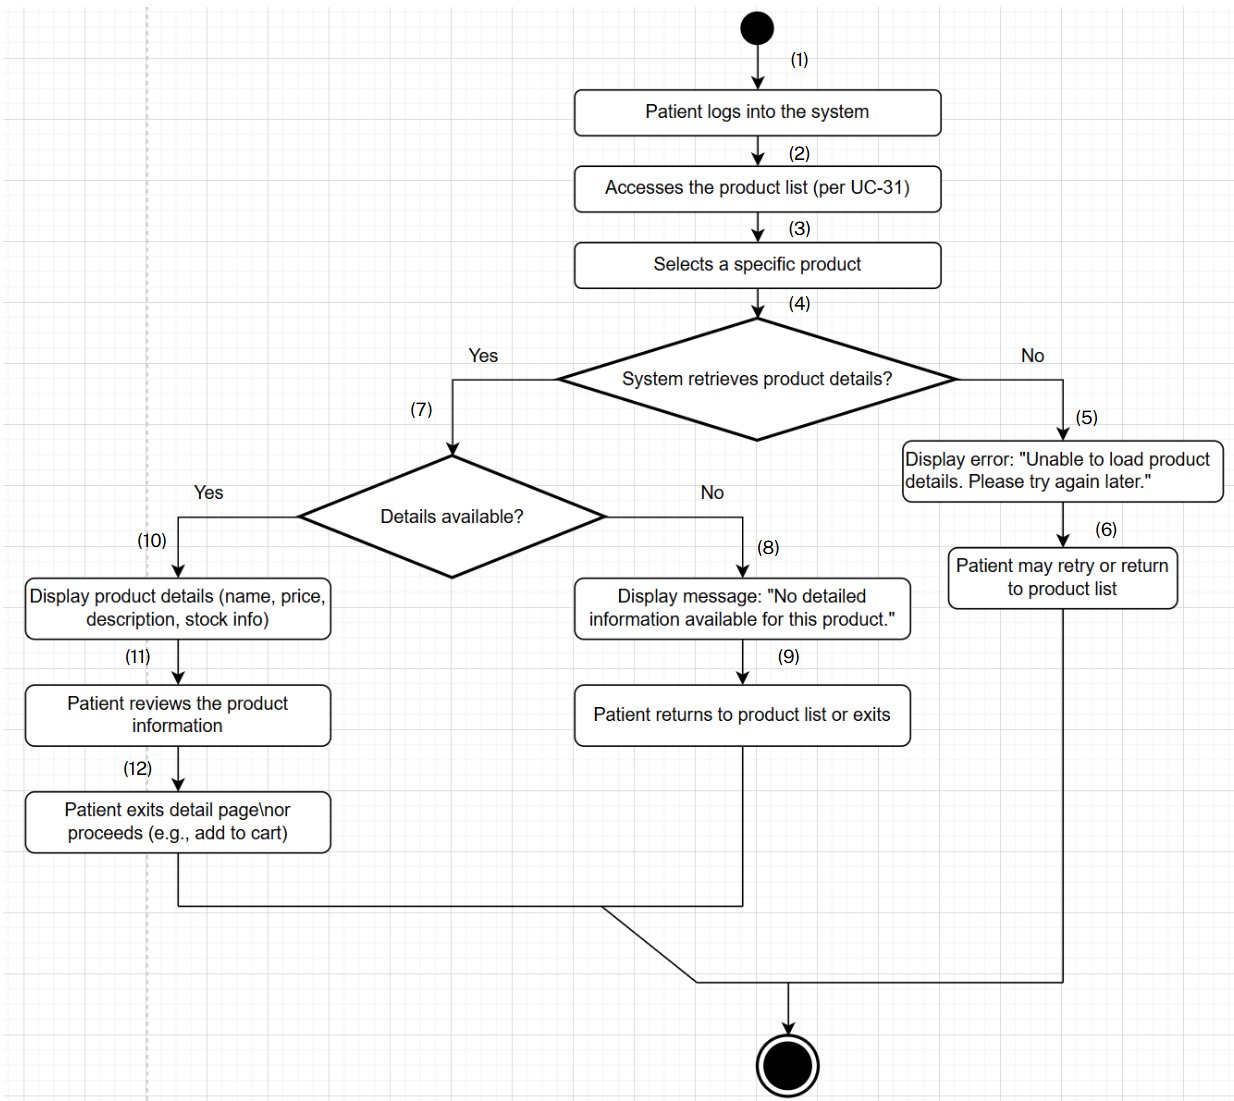 (1)
Patient logs into the system
(2)
Accesses the product list (per UC-31)
(3)
Selects a specific product
(4)
Yes
No
System retrieves product details?
(7)
(5)
Display error: "Unable to load product
details. Please try again later."
Yes
No
Details available?
(6)
(10)
(8)
Patient may retry or return
to product list
Display product details (name, price,
description, stock info)
Display message: "No detailed
information available for this product."
(11)
(9)
Patient reviews the product
information
Patient returns to product list or exits
(12)
Patient exits detail page\nor
proceeds (e.g., add to cart)